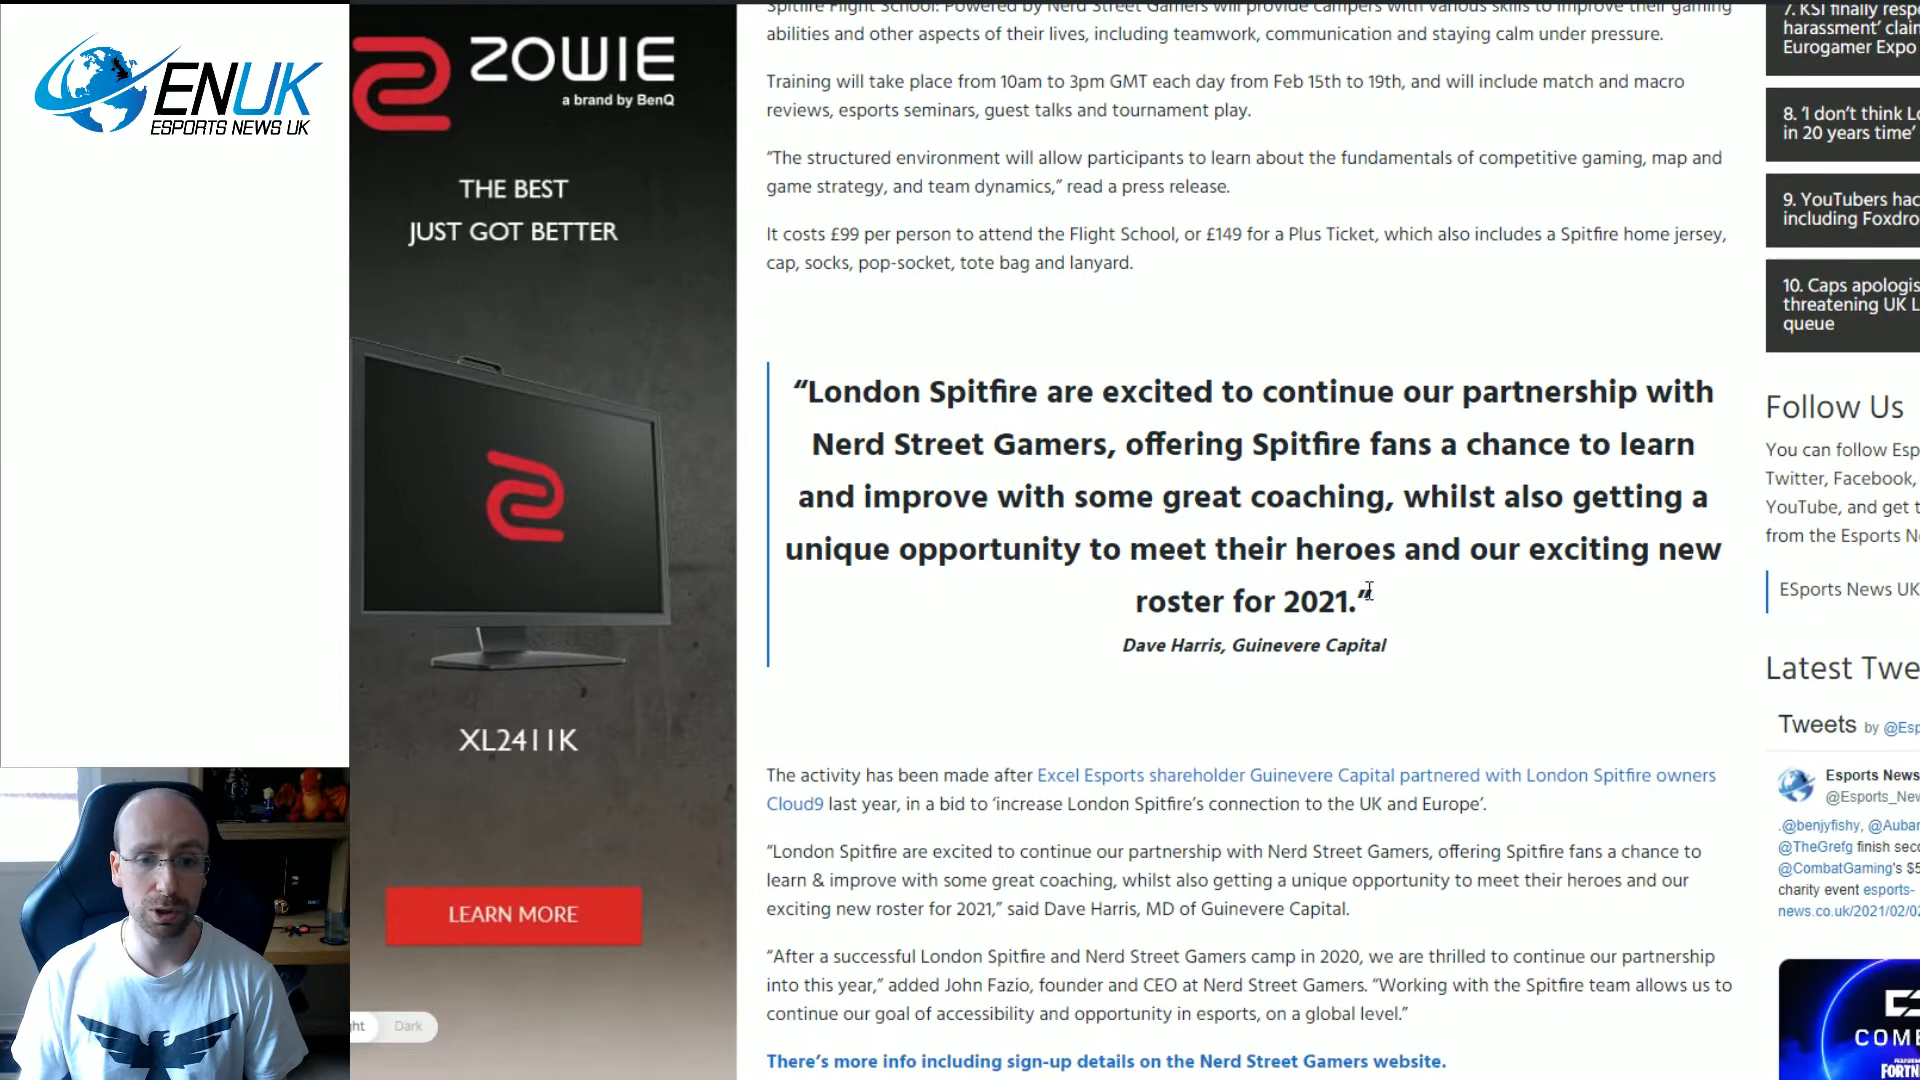 ENUK
ESPORTS NEWS UK
ZOWIE
a brand by BenQ
THE BEST
JUST GOT BETTER
XL2411K
LEARN MORE
ht Dark
Spitfire Flight School: Powered by Nerd Street Gamers will provide campers with various skills to improve their gaming
abilities and other aspects of their lives, including teamwork, communication and staying calm under pressure.
Training will take place from 10am to 3pm GMT each day from Feb 15th to 19th, and will include match and macro
reviews, esports seminars, guest talks and tournament play.
“The structured environment will allow participants to learn about the fundamentals of competitive gaming, map and
game strategy, and team dynamics,” read a press release.
It costs £99 per person to attend the Flight School, or £149 for a Plus Ticket, which also includes a Spitfire home jersey,
cap, socks, pop-socket, tote bag and lanyard.
“London Spitfire are excited to continue our partnership with
Nerd Street Gamers, offering Spitfire fans a chance to learn
and improve with some great coaching, whilst also getting a
unique opportunity to meet their heroes and our exciting new
roster for 2021.”
Dave Harris, Guinevere Capital
The activity has been made after Excel Esports shareholder Guinevere Capital partnered with London Spitfire owners
Cloud9 last year, in a bid to ‘increase London Spitfire’s connection to the UK and Europe’.
“London Spitfire are excited to continue our partnership with Nerd Street Gamers, offering Spitfire fans a chance to
learn & improve with some great coaching, whilst also getting a unique opportunity to meet their heroes and our
exciting new roster for 2021,” said Dave Harris, MD of Guinevere Capital.
“After a successful London Spitfire and Nerd Street Gamers camp in 2020, we are thrilled to continue our partnership
into this year,” added John Fazio, founder and CEO at Nerd Street Gamers. “Working with the Spitfire team allows us to
continue our goal of accessibility and opportunity in esports, on a global level.”
There’s more info including sign-up details on the Nerd Street Gamers website.
7. KSI finally resp
harassment’ clai
Eurogamer Expo
8. ‘I don’t think L
in 20 years time’
9. YouTubers hac
including Foxdro
10. Caps apologis
threatening UK L
queue
Follow Us
You can follow Esp
Twitter, Facebook,
YouTube, and get t
from the Esports N
ESports News UK
Latest Twe
Tweets by @Esp
Esports News
@Esports_New
.@benjyfishy, @Aubar
@TheGrefg finish seco
@CombatGaming's $5
charity event esports-
news.co.uk/2021/02/02
COM
FORTN